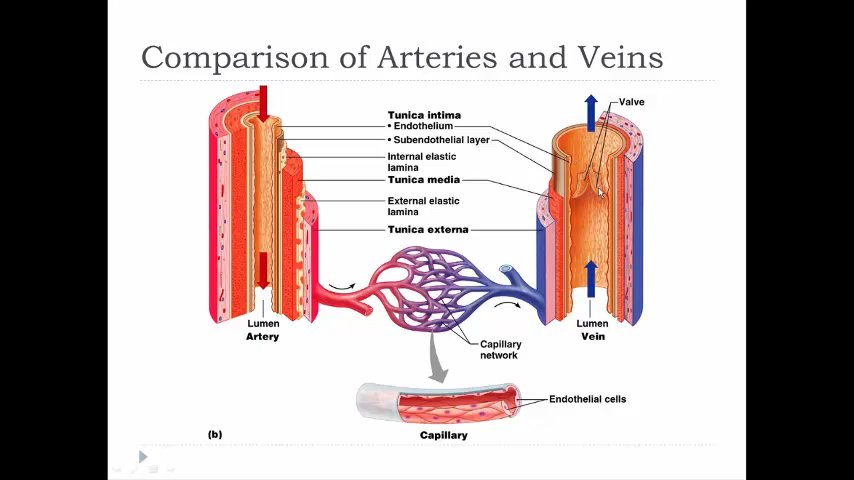 Comparison of Arteries and Veins
Valve
Tunica intima
• Endothelium
• Subendothelial layer
Internal elastic
lamina
Tunica media
External elastic
lamina
Tunica externa
Lumen
Artery
Lumen
Vein
Capillary
network
Endothelial cells
(b)
Capillary